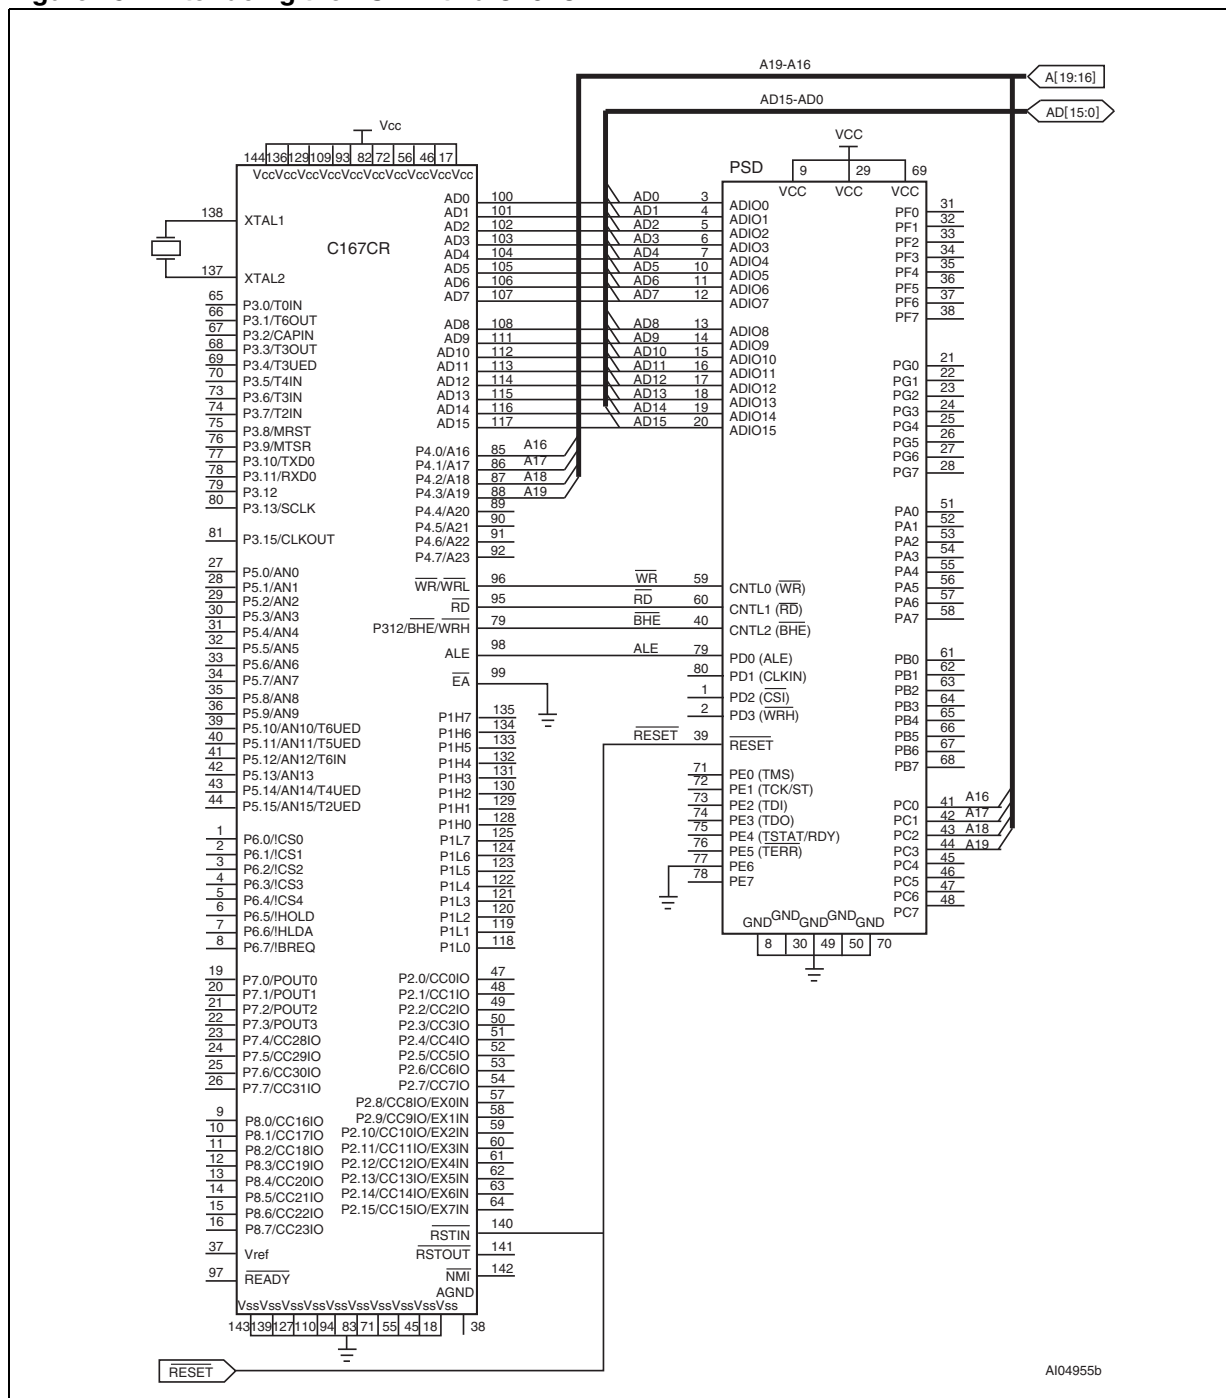 A19-A16
A[19:16]
AD15-AD0
AD[15:0]
Vcc
144 136 129 109 93 82 72 56 46 17
Vcc Vcc Vcc Vcc Vcc Vcc Vcc Vcc Vcc Vcc
C167CR
138 XTAL1
137 XTAL2
65 P3.0/T0IN
66 P3.1/T6OUT
67 P3.2/CAPIN
68 P3.3/T3OUT
69 P3.4/T3UED
70 P3.5/T4IN
73 P3.6/T3IN
74 P3.7/T2IN
75 P3.8/MRST
76 P3.9/MTSR
77 P3.10/TXD0
78 P3.11/RXD0
79 P3.12
80 P3.13/SCLK
81 P3.15/CLKOUT
27 P5.0/AN0
28 P5.1/AN1
29 P5.2/AN2
30 P5.3/AN3
31 P5.4/AN4
32 P5.5/AN5
33 P5.6/AN6
34 P5.7/AN7
35 P5.8/AN8
36 P5.9/AN9
39 P5.10/AN10/T6UED
40 P5.11/AN11/T5UED
41 P5.12/AN12/T6IN
42 P5.13/AN13
43 P5.14/AN14/T4UED
44 P5.15/AN15/T2UED
1 P6.0/!CS0
2 P6.1/!CS1
3 P6.2/!CS2
4 P6.3/!CS3
5 P6.4/!CS4
6 P6.5/!HOLD
7 P6.6/!HLDA
8 P6.7/!BREQ
19 P7.0/POUT0
20 P7.1/POUT1
21 P7.2/POUT2
22 P7.3/POUT3
23 P7.4/CC28IO
24 P7.5/CC29IO
25 P7.6/CC30IO
26 P7.7/CC31IO
9 P8.0/CC16IO
10 P8.1/CC17IO
11 P8.2/CC18IO
12 P8.3/CC19IO
13 P8.4/CC20IO
14 P8.5/CC21IO
15 P8.6/CC22IO
16 P8.7/CC23IO
37 Vref
97 READY
AD0 100
AD1 101
AD2 102
AD3 103
AD4 104
AD5 105
AD6 106
AD7 107
AD8 108
AD9 111
AD10 112
AD11 113
AD12 114
AD13 115
AD14 116
AD15 117
P4.0/A16 85 A16
P4.1/A17 86 A17
P4.2/A18 87 A18
P4.3/A19 88 A19
P4.4/A20 89
P4.5/A21 90
P4.6/A22 91
P4.7/A23 92
WR/WRL 96
RD 95
P312/BHE/WRH 79
ALE 98
EA 99
P1H7 135
P1H6 134
P1H5 133
P1H4 132
P1H3 131
P1H2 130
P1H1 129
P1H0 128
P1L7 125
P1L6 124
P1L5 123
P1L4 122
P1L3 121
P1L2 120
P1L1 119
P1L0 118
P2.0/CC0IO 47
P2.1/CC1IO 48
P2.2/CC2IO 49
P2.3/CC3IO 50
P2.4/CC4IO 51
P2.5/CC5IO 52
P2.6/CC6IO 53
P2.7/CC7IO 54
P2.8/CC8IO/EX0IN 57
P2.9/CC9IO/EX1IN 58
P2.10/CC10IO/EX2IN 59
P2.11/CC11IO/EX3IN 60
P2.12/CC12IO/EX4IN 61
P2.13/CC13IO/EX5IN 62
P2.14/CC14IO/EX6IN 63
P2.15/CC15IO/EX7IN 64
RSTIN 140
RSTOUT 141
NMI 142
AGND
Vss Vss Vss Vss Vss Vss Vss Vss Vss Vss
143 139 127 110 94 83 71 55 45 18 38
RESET
VCC
PSD 9 29 69
VCC VCC VCC
AD0 3 ADIO0
AD1 4 ADIO1
AD2 5 ADIO2
AD3 6 ADIO3
AD4 7 ADIO4
AD5 10 ADIO5
AD6 11 ADIO6
AD7 12 ADIO7
AD8 13 ADIO8
AD9 14 ADIO9
AD10 15 ADIO10
AD11 16 ADIO11
AD12 17 ADIO12
AD13 18 ADIO13
AD14 19 ADIO14
AD15 20 ADIO15
WR 59 CNTL0 (WR)
RD 60 CNTL1 (RD)
BHE 40 CNTL2 (BHE)
ALE 79 PD0 (ALE)
80 PD1 (CLKIN)
1 PD2 (CSI)
2 PD3 (WRH)
RESET 39 RESET
71 PE0 (TMS)
72 PE1 (TCK/ST)
73 PE2 (TDI)
74 PE3 (TDO)
75 PE4 (TSTAT/RDY)
76 PE5 (TERR)
77 PE6
78 PE7
PF0 31
PF1 32
PF2 33
PF3 34
PF4 35
PF5 36
PF6 37
PF7 38
PG0 21
PG1 22
PG2 23
PG3 24
PG4 25
PG5 26
PG6 27
PG7 28
PA0 51
PA1 52
PA2 53
PA3 54
PA4 55
PA5 56
PA6 57
PA7 58
PB0 61
PB1 62
PB2 63
PB3 64
PB4 65
PB5 66
PB6 67
PB7 68
PC0 41 A16
PC1 42 A17
PC2 43 A18
PC3 44 A19
PC4 45
PC5 46
PC6 47
PC7 48
GND GND GND GND GND
8 30 49 50 70
AI04955b